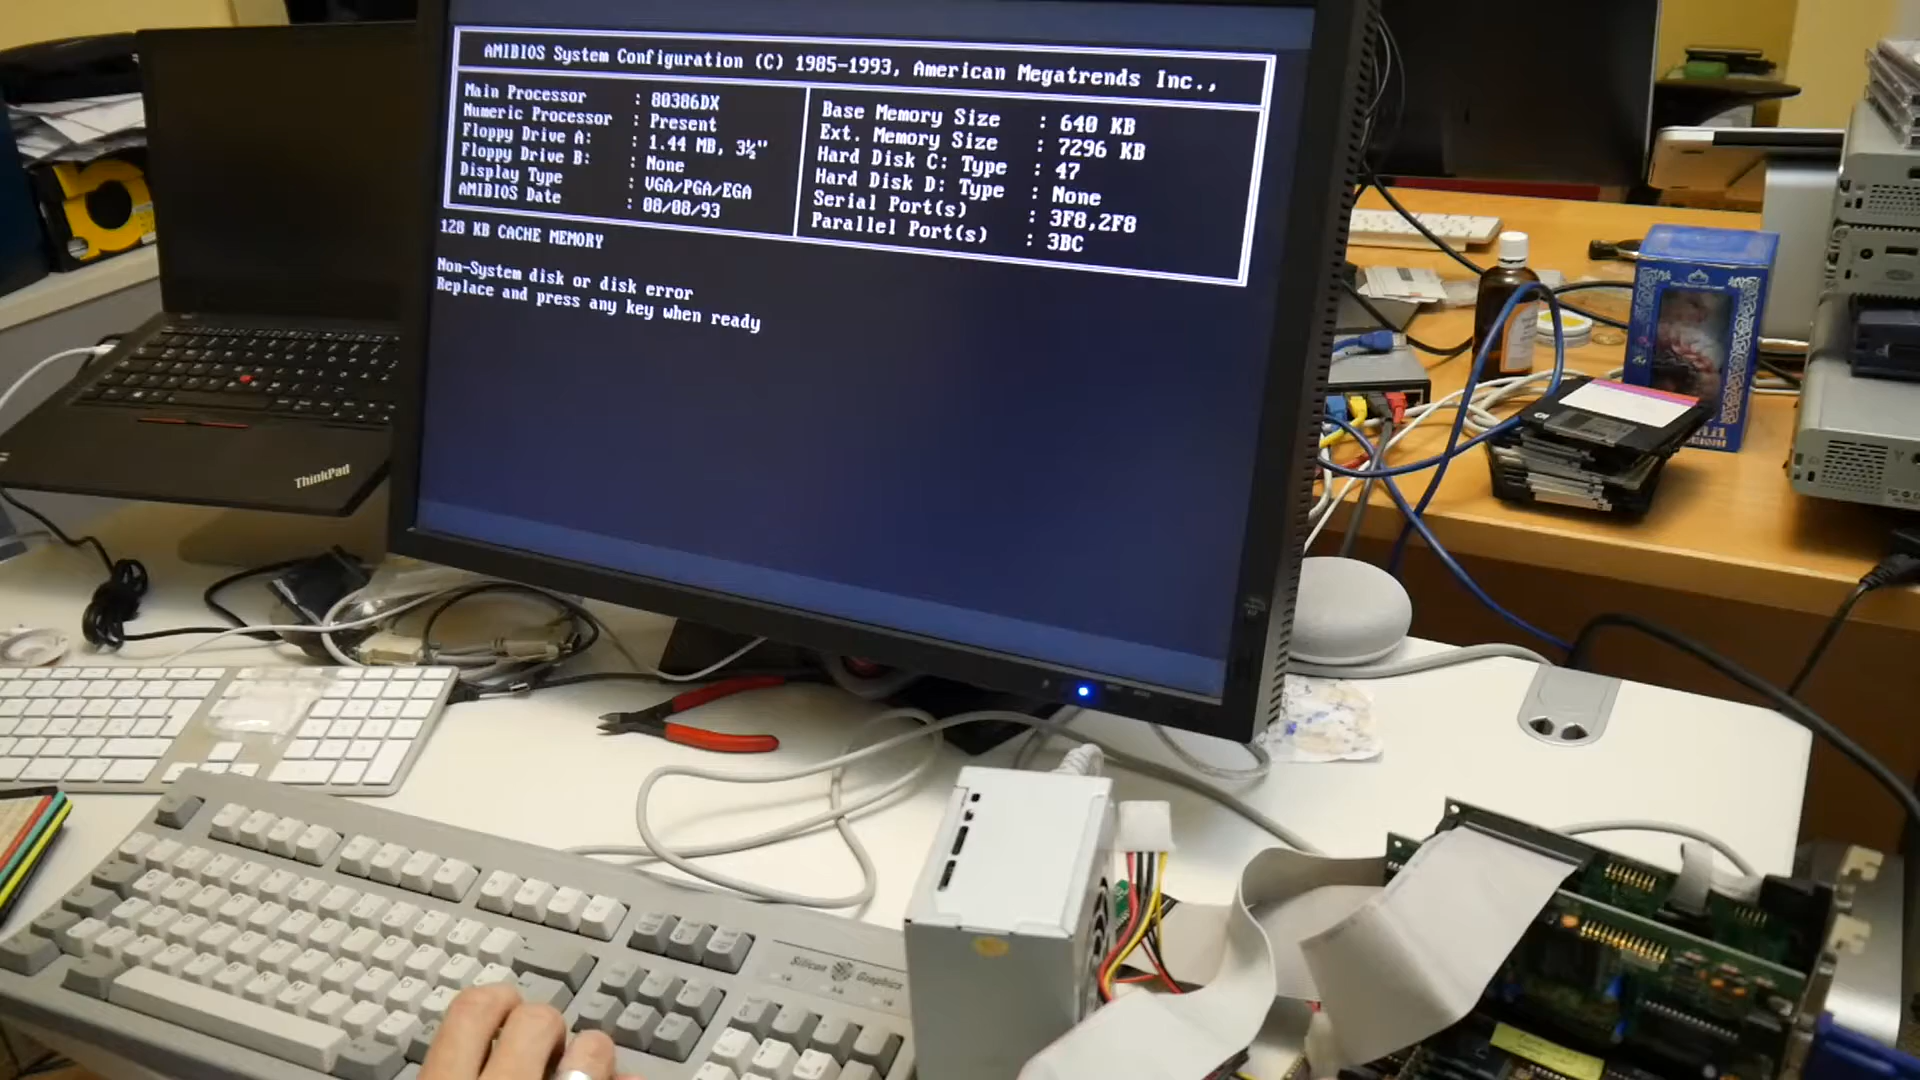 AMIBIOS System Configuration (C) 1985-1993, American Megatrends Inc.,
Main Processor : 80386DX
Numeric Processor : Present
Floppy Drive A: : 1.44 MB, 3½"
Floppy Drive B: : None
Display Type : VGA/PGA/EGA
AMIBIOS Date : 08/08/93
Base Memory Size : 640 KB
Ext. Memory Size : 7296 KB
Hard Disk C: Type : 47
Hard Disk D: Type : None
Serial Port(s) : 3F8,2F8
Parallel Port(s) : 3BC
128 KB CACHE MEMORY
Non-System disk or disk error
Replace and press any key when ready
ThinkPad
Silicon Graphics